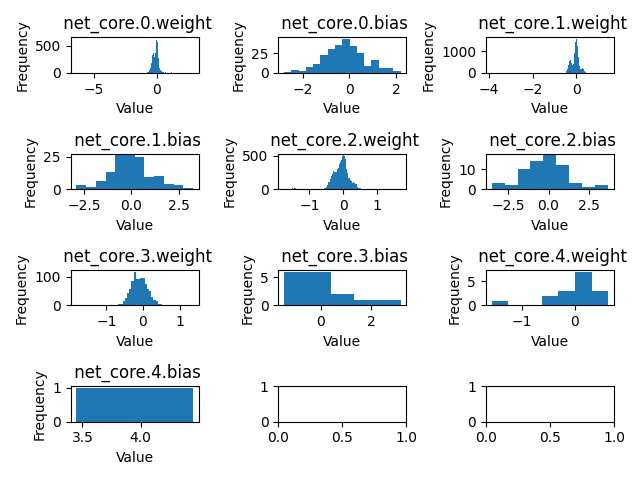 net_core.0.weight
net_core.0.bias
net_core.1.weight
Frequency
500
0
−5
0
Value
Frequency
25
0
−2
0
2
Value
Frequency
1000
0
−4
−2
0
Value
net_core.1.bias
net_core.2.weight
net_core.2.bias
Frequency
25
0
−2.5
0.0
2.5
Value
Frequency
500
0
−1
0
1
Value
Frequency
10
0
−2.5
0.0
2.5
Value
net_core.3.weight
net_core.3.bias
net_core.4.weight
Frequency
100
0
−1
0
1
Value
Frequency
5
0
0
2
Value
Frequency
5
0
−1
0
Value
net_core.4.bias
Frequency
1
0
3.5
4.0
Value
1
0
0.0
0.5
1.0
1
0
0.0
0.5
1.0